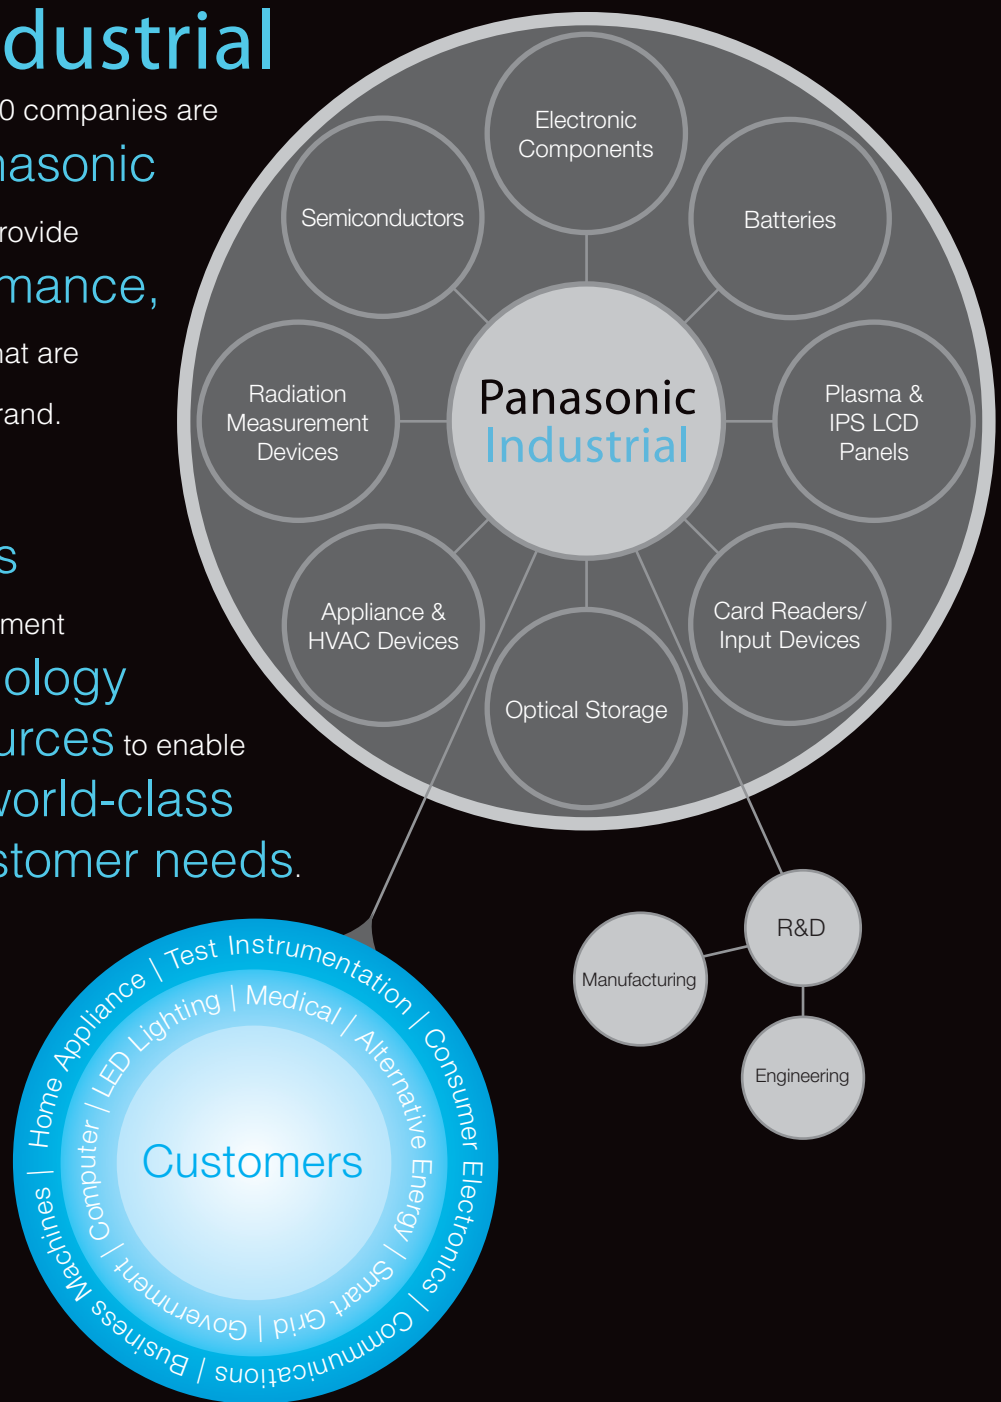 dustrial
0 companies are
nasonic
rovide
mance,
hat are
rand.
s
ment
ology
urces to enable
world-class
stomer needs.
Electronic
Components
Semiconductors
Batteries
Radiation
Measurement
Devices
Panasonic
Industrial
Plasma &
IPS LCD
Panels
Appliance &
HVAC Devices
Card Readers/
Input Devices
Optical Storage
R&D
Manufacturing
Engineering
Home Appliance | Test Instrumentation | Consumer Electronics | Communications | Business Machines |
Computer | LED Lighting | Medical | Alternative Energy | Smart Grid | Government |
Customers